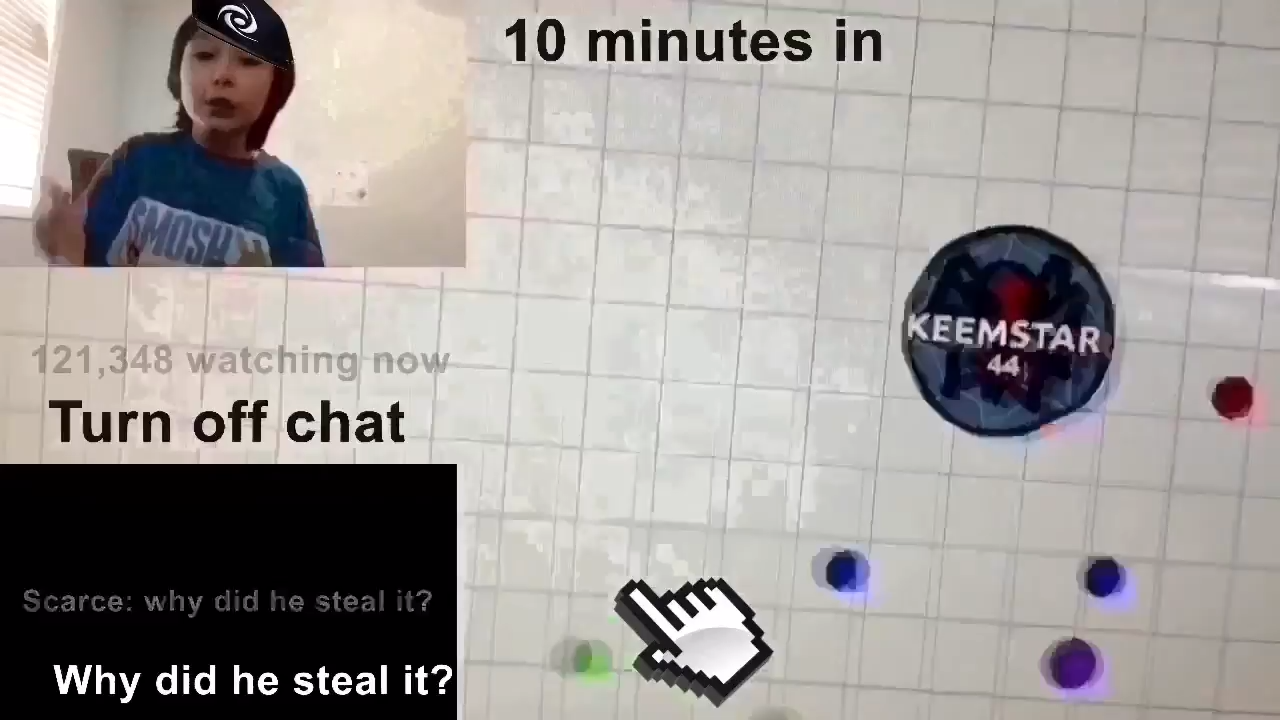 10 minutes in
SMOSH
KEEMSTAR
44
121,348 watching now
Turn off chat
Scarce: why did he steal it?
Why did he steal it?